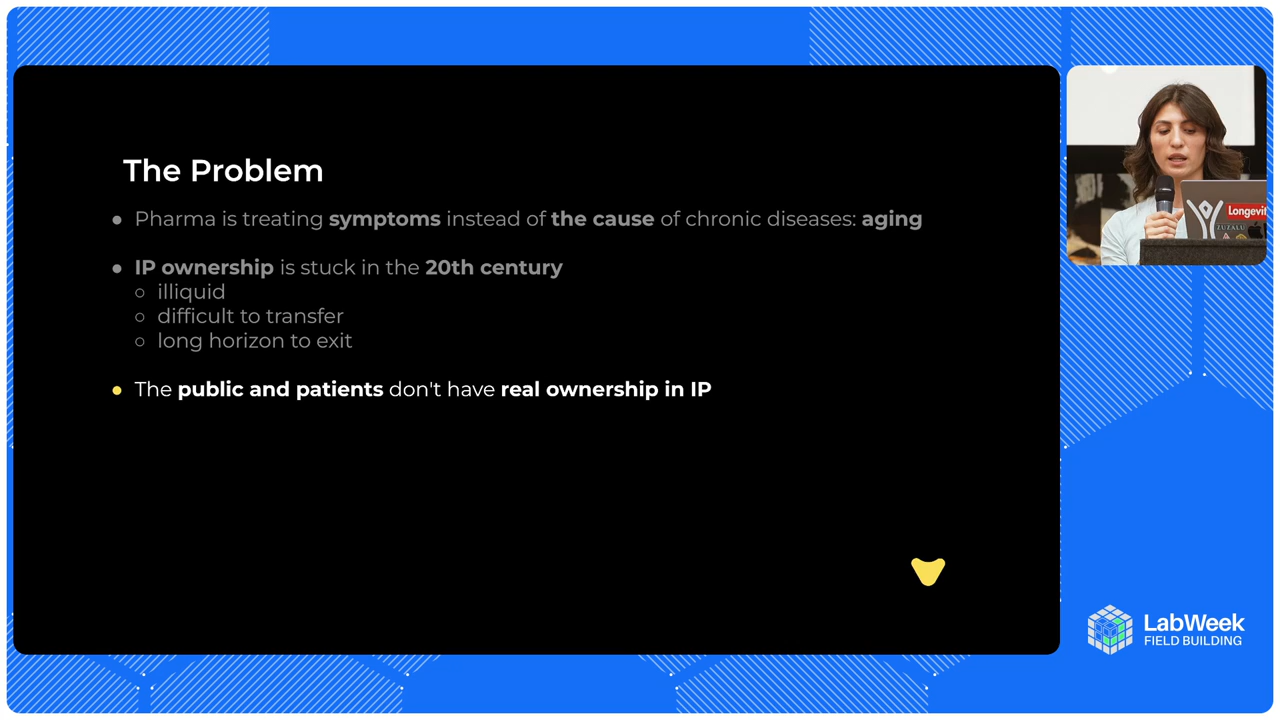 The Problem
● Pharma is treating symptoms instead of the cause of chronic diseases: aging
● IP ownership is stuck in the 20th century
○ illiquid
○ difficult to transfer
○ long horizon to exit
● The public and patients don't have real ownership in IP
Longevit
ZUZALU
LabWeek
FIELD BUILDING